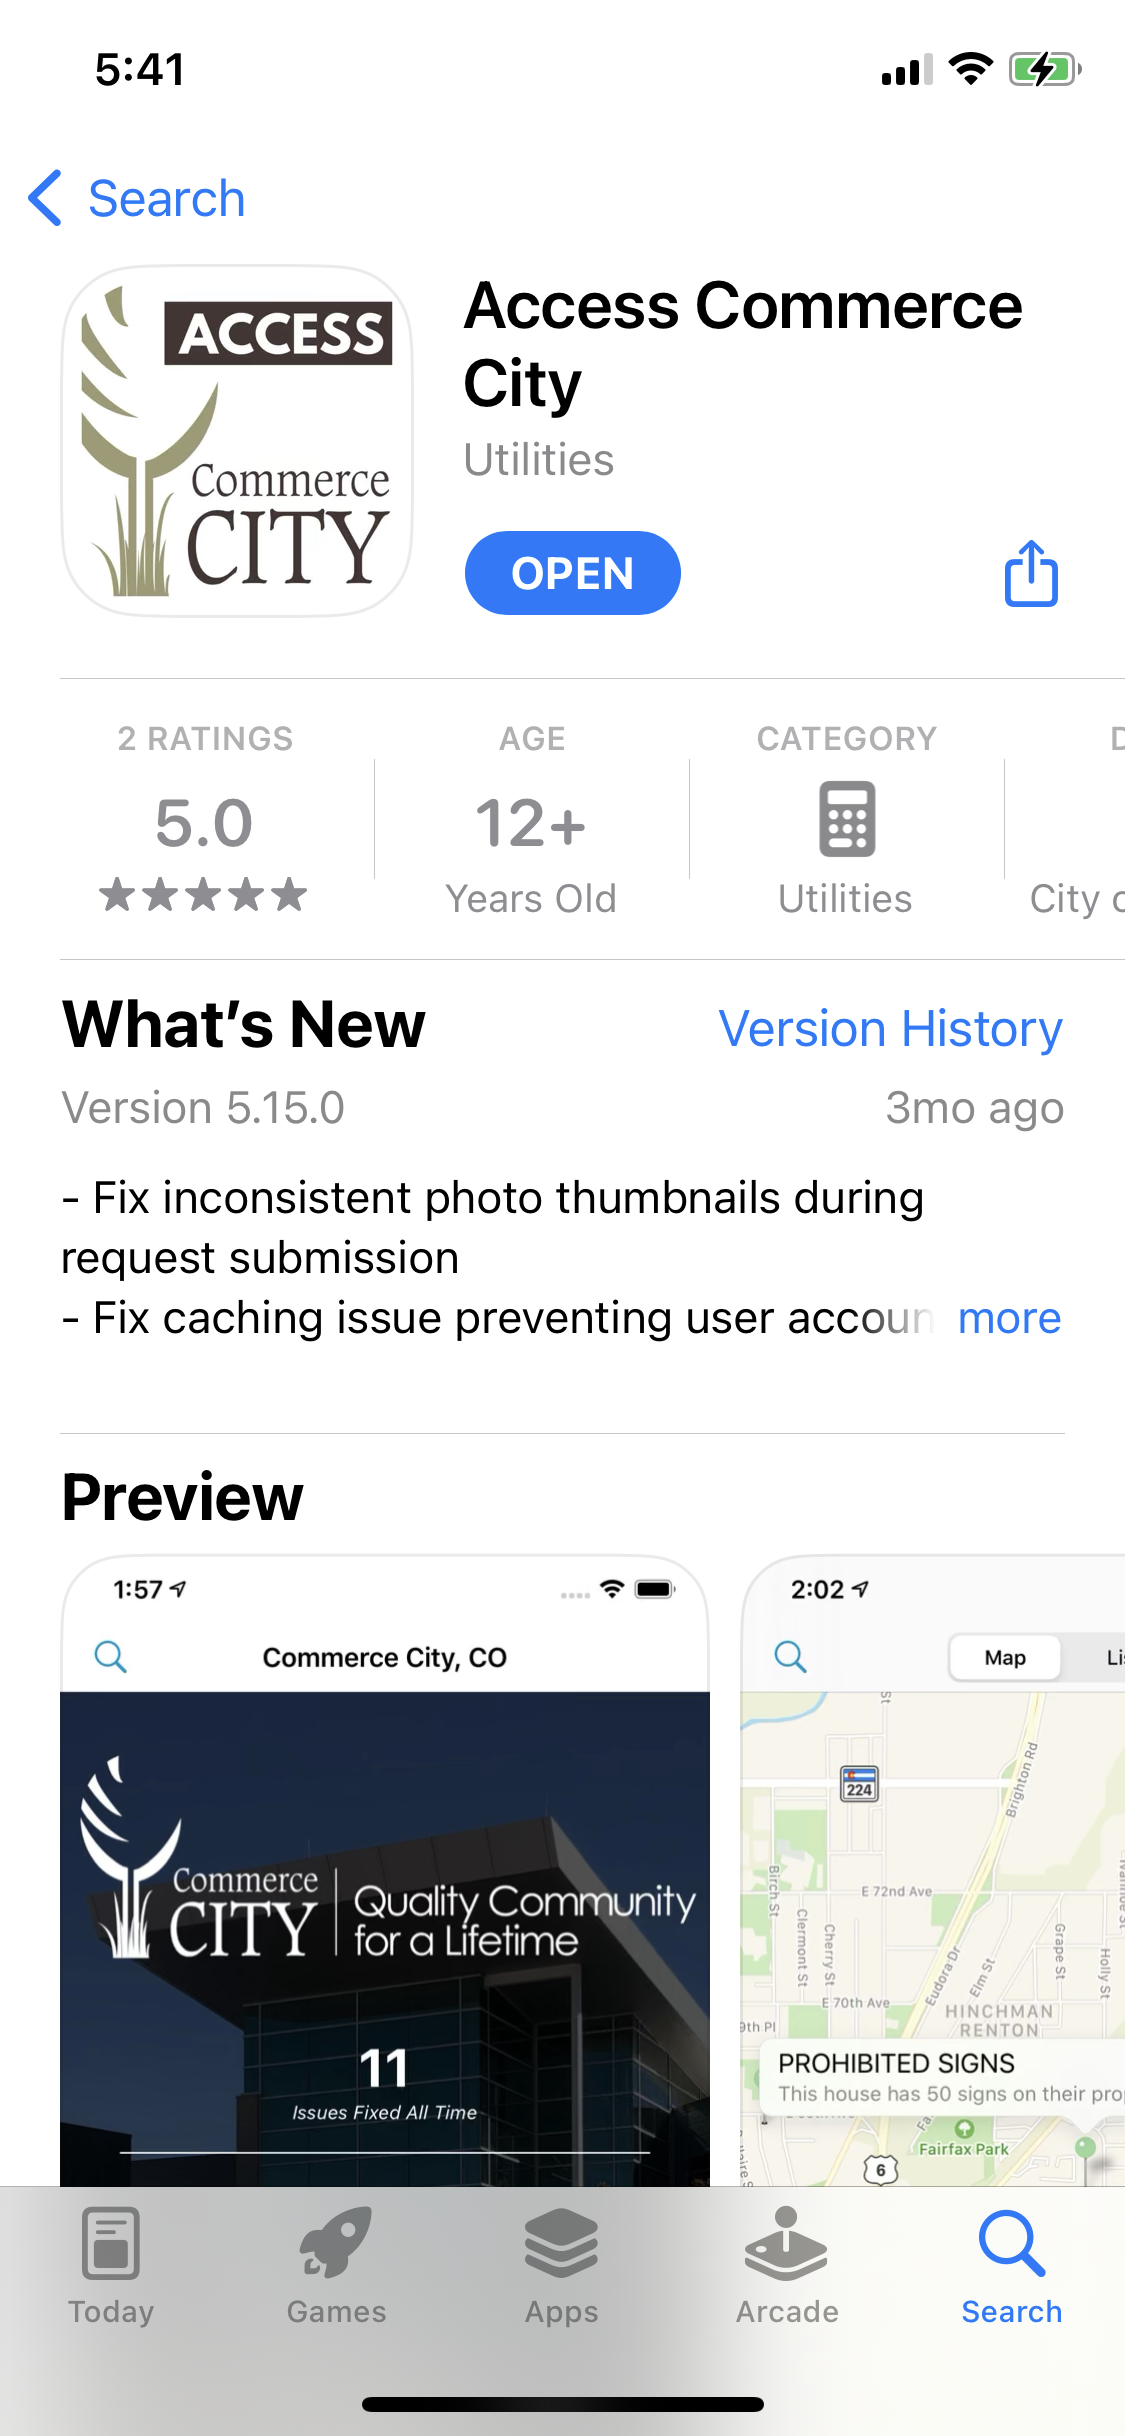 5:41
Search
ACCESS
Commerce
CITY
Access Commerce
City
Utilities
OPEN
2 RATINGS
AGE
CATEGORY
5.0
12+
Years Old
Utilities
City
What's New
Version History
Version 5.15.0
3mo ago
- Fix inconsistent photo thumbnails during
request submission
- Fix caching issue preventing user accoun
more
Preview
1:57
Commerce City, CO
Commerce
CITY
Quality Community
for a Lifetime
11
Issues Fixed All Time
2:02
Map
St
224
Brighton Rd
Birch St
E 72nd Ave
Clermont St
Cherry St
Eudora Dr
Elm St
Grape St
Holly St
E 70th Ave
HINCHMAN
RENTON
9th Pl
PROHIBITED SIGNS
This house has 50 signs on their pro
Fairfax Park
6
Today
Games
Apps
Arcade
Search